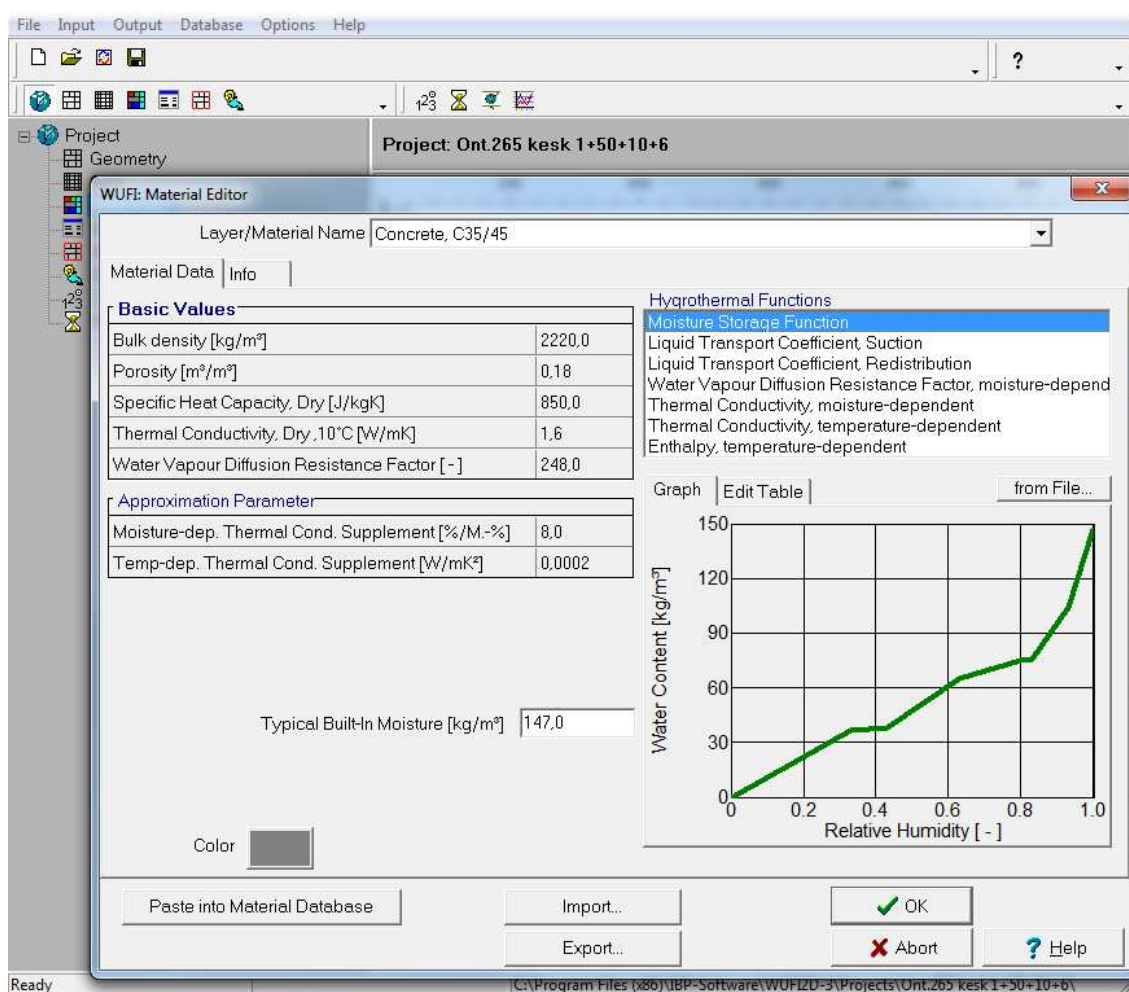 File Input Output Database Options Help
?
Project
Geometry
Project: Ont.265 kesk 1+50+10+6
WUFI: Material Editor
Layer/Material Name Concrete, C35/45
Material Data Info
Basic Values
Bulk density [kg/m³] 2220,0
Porosity [m³/m³] 0,18
Specific Heat Capacity, Dry [J/kgK] 850,0
Thermal Conductivity, Dry ,10°C [W/mK] 1,6
Water Vapour Diffusion Resistance Factor [ - ] 248,0
Approximation Parameter
Moisture-dep. Thermal Cond. Supplement [%/M.-%] 8,0
Temp-dep. Thermal Cond. Supplement [W/mK²] 0,0002
Typical Built-In Moisture [kg/m³] 147,0
Color
Hygrothermal Functions
Moisture Storage Function
Liquid Transport Coefficient, Suction
Liquid Transport Coefficient, Redistribution
Water Vapour Diffusion Resistance Factor, moisture-depend
Thermal Conductivity, moisture-dependent
Thermal Conductivity, temperature-dependent
Enthalpy, temperature-dependent
Graph Edit Table from File...
Water Content [kg/m³]
150
120
90
60
30
0
0 0.2 0.4 0.6 0.8 1.0
Relative Humidity [ - ]
Paste into Material Database Import... OK
Export... Abort Help
Ready C:\Program Files (x86)\IBP-Software\WUFI2D-3\Projects\Ont.265 kesk 1+50+10+6\